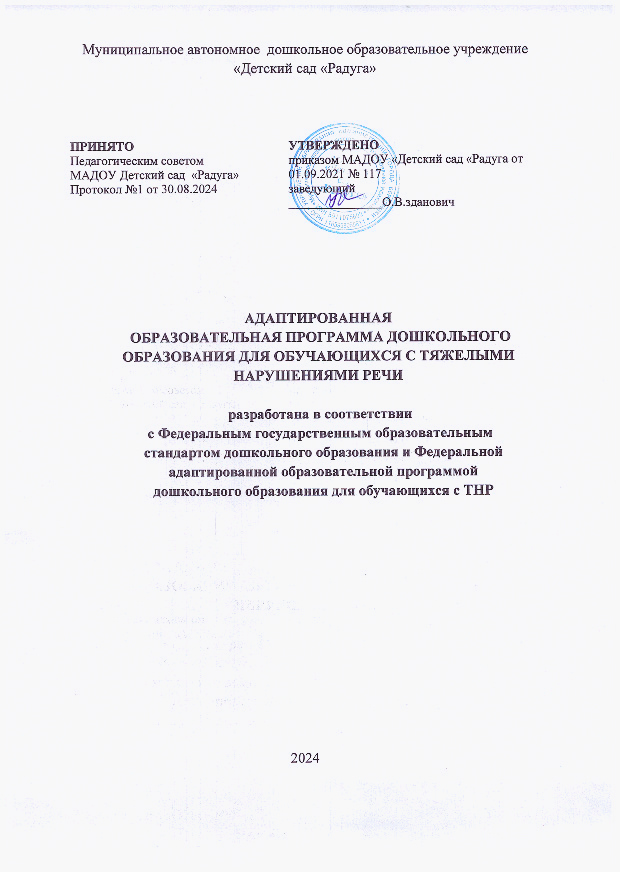 Муниципальное автономное дошкольное образовательное учреждение
«Детский сад «Радуга»
ПРИНЯТО
Педагогическим советом
МАДОУ Детский сад «Радуга»
Протокол №1 от 30.08.2024
УТВЕРЖДЕНО
приказом МАДОУ «Детский сад «Радуга от
01.09.2021 № 117
заведующий
О.В.зданович
АДАПТИРОВАННАЯ
ОБРАЗОВАТЕЛЬНАЯ ПРОГРАММА ДОШКОЛЬНОГО
ОБРАЗОВАНИЯ ДЛЯ ОБУЧАЮЩИХСЯ С ТЯЖЕЛЫМИ
НАРУШЕНИЯМИ РЕЧИ
разработана в соответствии
с Федеральным государственным образовательным
стандартом дошкольного образования и Федеральной
адаптированной образовательной программой
дошкольного образования для обучающихся с ТНР
2024